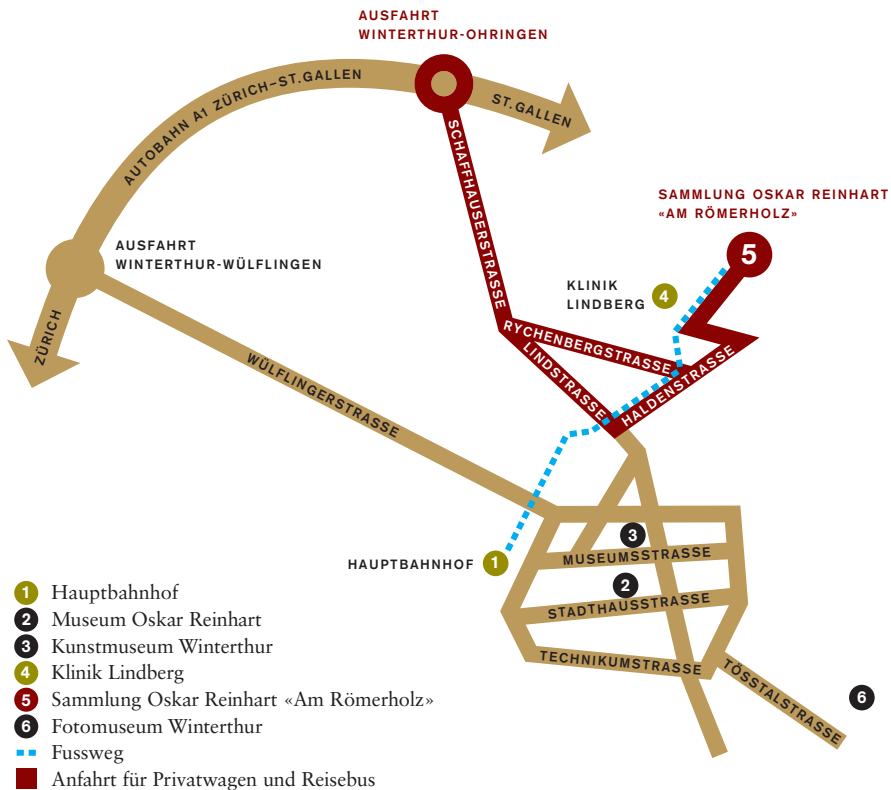 AUSFAHRT
WINTERTHUR-OHRINGEN
AUTOBAHN A1 ZÜRICH–ST.GALLEN
ST.GALLEN
SCHAFFHAUSERSTRASSE
SAMMLUNG OSKAR REINHART
«AM RÖMERHOLZ»
5
AUSFAHRT
WINTERTHUR-WÜLFLINGEN
KLINIK
LINDBERG
4
ZÜRICH
RYCHENBERGSTRASSE
LINDSTRASSE
HALDENSTRASSE
WÜLFLINGERSTRASSE
3
HAUPTBAHNHOF
1
MUSEUMSSTRASSE
2
STADTHAUSSTRASSE
TECHNIKUMSTRASSE
TÖSSTALSTRASSE
6
1 Hauptbahnhof
2 Museum Oskar Reinhart
3 Kunstmuseum Winterthur
4 Klinik Lindberg
5 Sammlung Oskar Reinhart «Am Römerholz»
6 Fotomuseum Winterthur
Fussweg
Anfahrt für Privatwagen und Reisebus